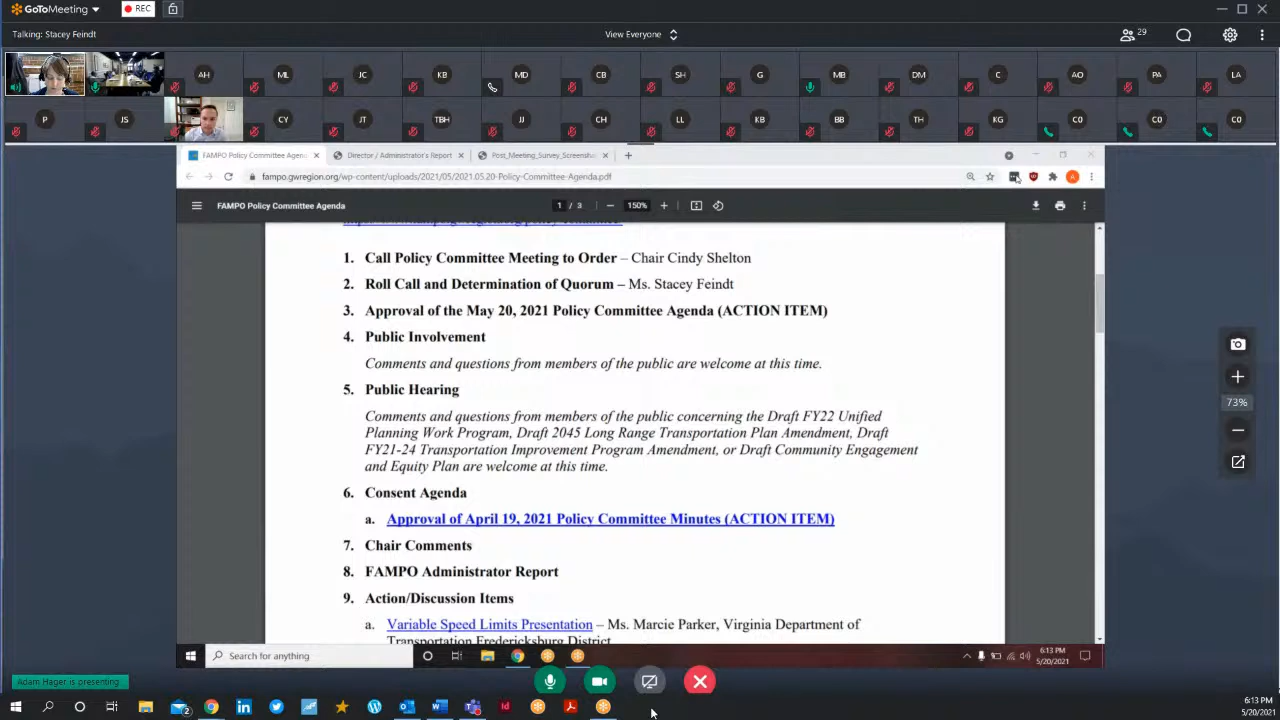 GoToMeeting
REC
Talking: Stacey Feindt
View Everyone
29
AH ML JC KB MD CB SH G MB DM C AO PA LA
P JS CY JT TBH JJ CH LL KB BB TH KG C0 C0 C0
FAMPO Policy Committee Agend
Director / Administrator's Report
Post_Meeting_Survey_Screensho
fampo.gwregion.org/wp-content/uploads/2021/05/2021.05.20-Policy-Committee-Agenda.pdf
FAMPO Policy Committee Agenda
1 / 3
150%
1. Call Policy Committee Meeting to Order – Chair Cindy Shelton
2. Roll Call and Determination of Quorum – Ms. Stacey Feindt
3. Approval of the May 20, 2021 Policy Committee Agenda (ACTION ITEM)
4. Public Involvement
Comments and questions from members of the public are welcome at this time.
5. Public Hearing
Comments and questions from members of the public concerning the Draft FY22 Unified
Planning Work Program, Draft 2045 Long Range Transportation Plan Amendment, Draft
FY21-24 Transportation Improvement Program Amendment, or Draft Community Engagement
and Equity Plan are welcome at this time.
73%
6. Consent Agenda
a. Approval of April 19, 2021 Policy Committee Minutes (ACTION ITEM)
7. Chair Comments
8. FAMPO Administrator Report
9. Action/Discussion Items
a. Variable Speed Limits Presentation – Ms. Marcie Parker, Virginia Department of
Transportation Fredericksburg District
Search for anything
6:13 PM
5/20/2021
Adam Hager is presenting.
6:13 PM
5/20/2021